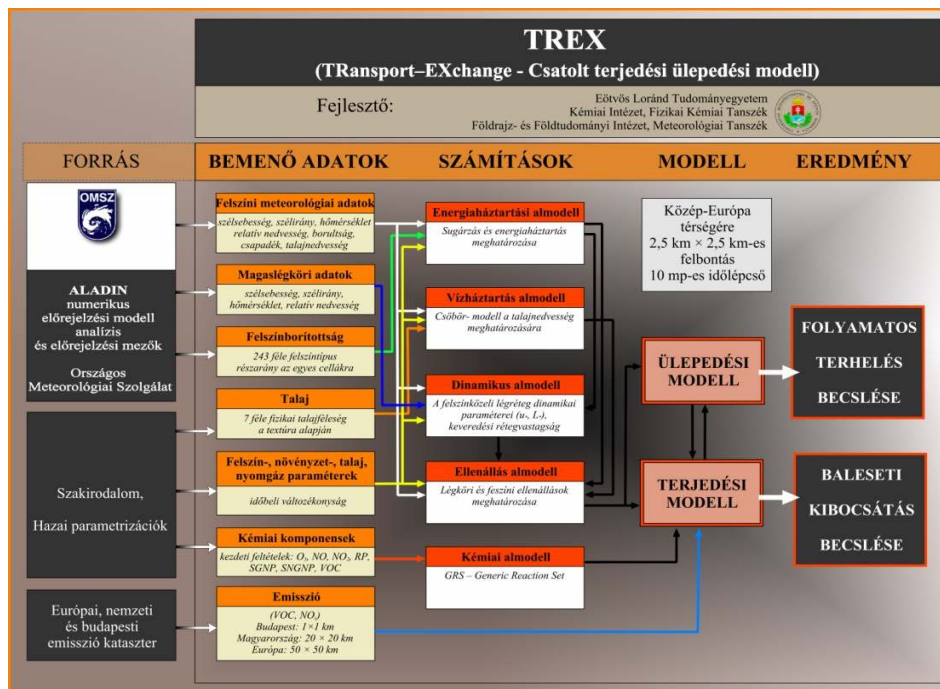 TREX
(TRansport–EXchange - Csatolt terjedési ülepedési modell)
Fejlesztő:
Eötvös Loránd Tudományegyetem
Kémiai Intézet, Fizikai Kémiai Tanszék
Földrajz- és Földtudományi Intézet, Meteorológiai Tanszék
FORRÁS
BEMENŐ ADATOK
SZÁMÍTÁSOK
MODELL
EREDMÉNY
OMSZ
ALADIN
numerikus
előrejelzési modell
analízis
és előrejelzési mezők
Országos
Meteorológiai Szolgálat
Szakirodalom,
Hazai parametrizációk
Európai, nemzeti
és budapesti
emisszió kataszter
Felszíni meteorológiai adatok
szélsebesség, szélirány, hőmérséklet
relatív nedvesség, borultság,
csapadék, talajnedvesség
Magaslégköri adatok
szélsebesség, szélirány,
hőmérséklet, relatív nedvesség
Felszínborítottság
243 féle felszíntípus
részarány az egyes cellákra
Talaj
7 féle fizikai talajféleség
a textúra alapján
Felszín-, növényzet-, talaj,
nyomgáz paraméterek
időbeli változékonyság
Kémiai komponensek
kezdeti feltételek: O₃, NO, NO₂, RP,
SGNP, SNGNP, VOC
Emisszió
(VOC, NOₓ)
Budapest: 1×1 km
Magyarország: 20 × 20 km
Európa: 50 × 50 km
Energiaháztartási almodell
Sugárzás és energiaháztartás
meghatározása
Vízháztartás almodell
Csöbör- modell a talajnedvesség
meghatározására
Dinamikus almodell
A felszínközeli légréteg dinamikai
paraméterei (u*, L*),
keveredési rétegvastagság
Ellenállás almodell
Légköri és feszíni ellenállások
meghatározása
Kémiai almodell
GRS – Generic Reaction Set
Közép-Európa
térségére
2,5 km × 2,5 km-es
felbontás
10 mp-es időlépcső
ÜLEPEDÉSI
MODELL
TERJEDÉSI
MODELL
FOLYAMATOS
TERHELÉS
BECSLÉSE
BALESETI
KIBOCSÁTÁS
BECSLÉSE